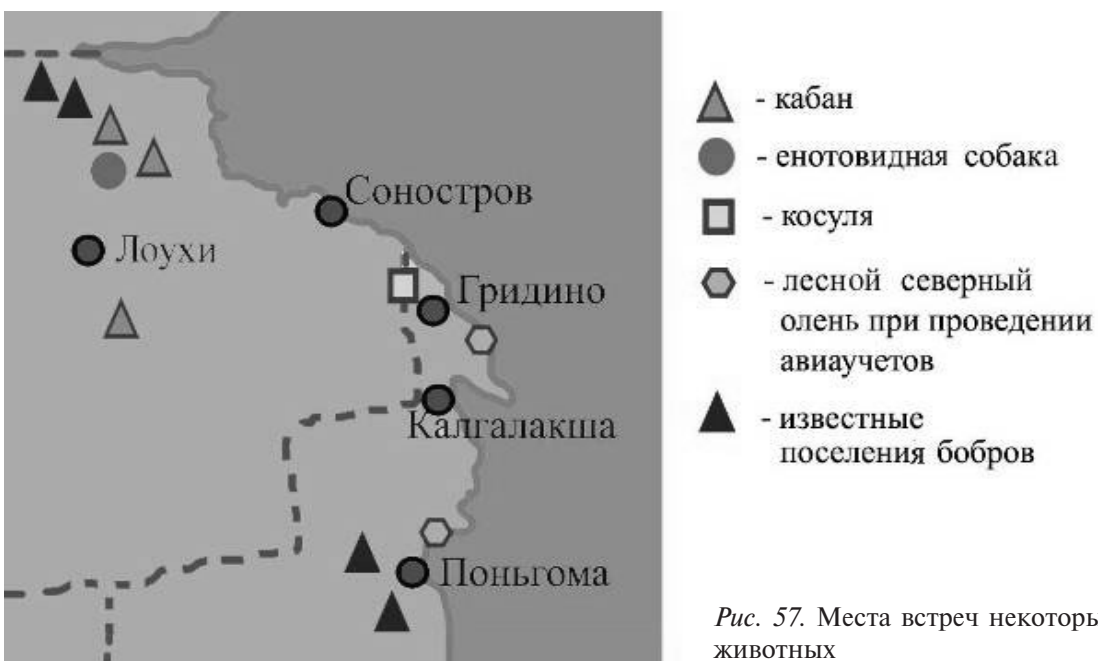 Соностров
Лоухи
Гридино
Калгалакша
Поньгома
- кабан
- енотовидная собака
- косуля
- лесной северный
олень при проведении
авиаучетов
- известные
поселения бобров
Рис. 57. Места встреч некоторь
животных